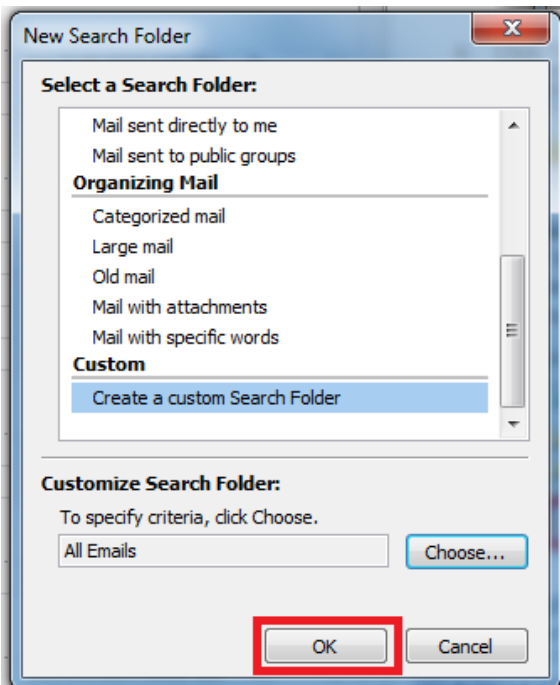 New Search Folder
Select a Search Folder:
Mail sent directly to me
Mail sent to public groups
Organizing Mail
Categorized mail
Large mail
Old mail
Mail with attachments
Mail with specific words
Custom
Create a custom Search Folder
Customize Search Folder:
To specify criteria, click Choose.
All Emails
Choose...
OK
Cancel